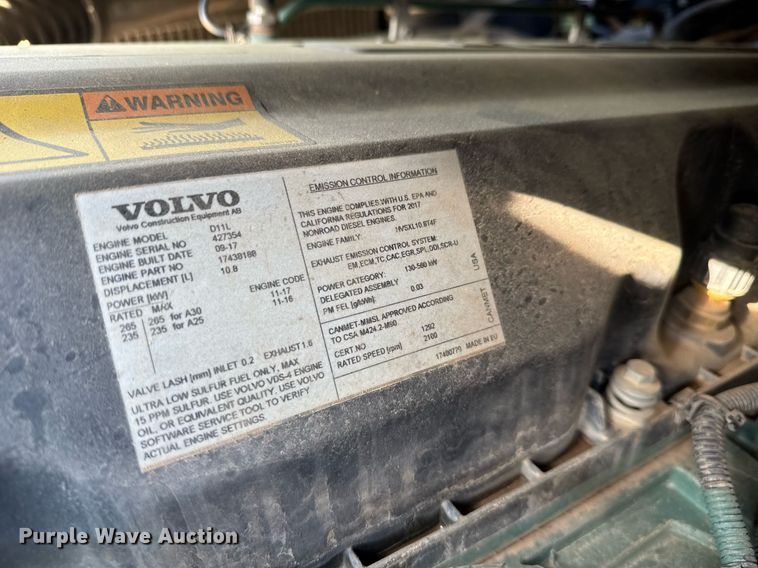 WARNING
VOLVO
Volvo Construction Equipment AB
ENGINE MODEL D11L
ENGINE SERIAL NO 427354
ENGINE BUILT DATE 09-17
ENGINE PART NO 17438188
DISPLACEMENT [L] 10.8
POWER [kW]
RATED MAX ENGINE CODE
265 265 for A30 11-17
235 235 for A25 11-16
VALVE LASH [mm] INLET 0.2 EXHAUST 1.6
ULTRA LOW SULFUR FUEL ONLY, MAX
15 PPM SULFUR. USE VOLVO VDS-4 ENGINE
OIL, OR EQUIVALENT QUALITY. USE VOLVO
SOFTWARE SERVICE TOOL TO VERIFY
ACTUAL ENGINE SETTINGS.
EMISSION CONTROL INFORMATION
THIS ENGINE COMPLIES WITH U.S. EPA AND
CALIFORNIA REGULATIONS FOR 2017
NONROAD DIESEL ENGINES.
ENGINE FAMILY: HVSXL10.8T4F
EXHAUST EMISSION CONTROL SYSTEM:
EM,ECM,TC,CAC,EGR,SPL,DDI,SCR-U
POWER CATEGORY: 130-560 kW
DELEGATED ASSEMBLY
PM FEL [g/kWh] 0.03
USA
CANMET-MMSL APPROVED ACCORDING
TO CSA M424.2-M90
CERT NO 1292
RATED SPEED [rpm] 2100
CANMET
17480779 MADE IN EU
Purple Wave Auction